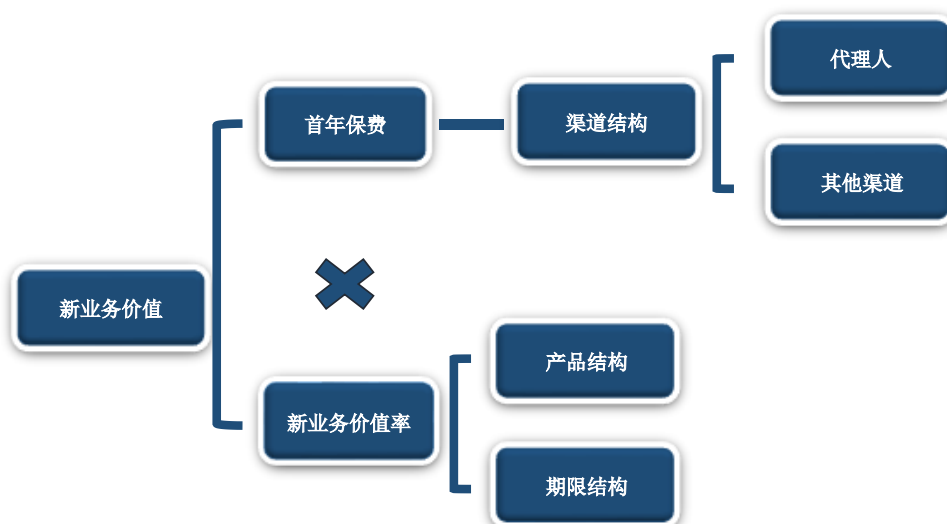 代理人
首年保费
渠道结构
其他渠道
新业务价值
产品结构
新业务价值率
期限结构